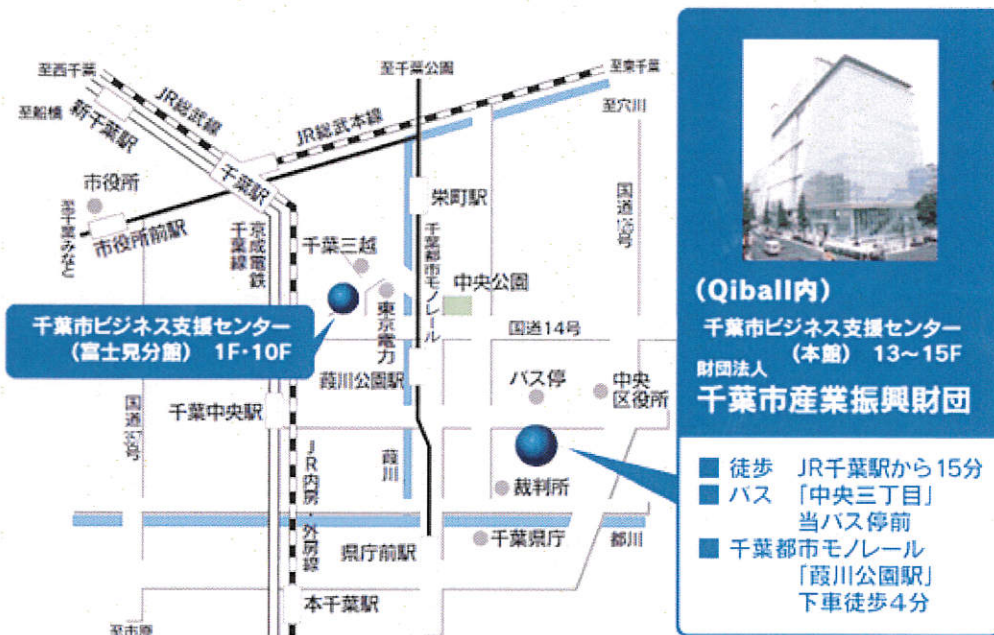 至西千葉
至千葉公園
至東千葉
JR総武線
JR総武本線
至船橋
新千葉駅
至穴川
千葉駅
市役所
栄町駅
国道126号
至千葉みなと
市役所前駅
京成電鉄
千葉線
千葉三越
千葉都市モノレール
中央公園
東京電力
千葉市ビジネス支援センター
(富士見分館) 1F・10F
国道14号
葭川公園駅
バス停
中央
区役所
国道357号
千葉中央駅
葭川
JR内房・外房線
裁判所
県庁前駅
千葉県庁
都川
本千葉駅
至市原
(Qiball内)
千葉市ビジネス支援センター
(本館) 13~15F
財団法人
千葉市産業振興財団
■ 徒歩 JR千葉駅から15分
■ バス 「中央三丁目」
当バス停前
■ 千葉都市モノレール
「葭川公園駅」
下車徒歩4分